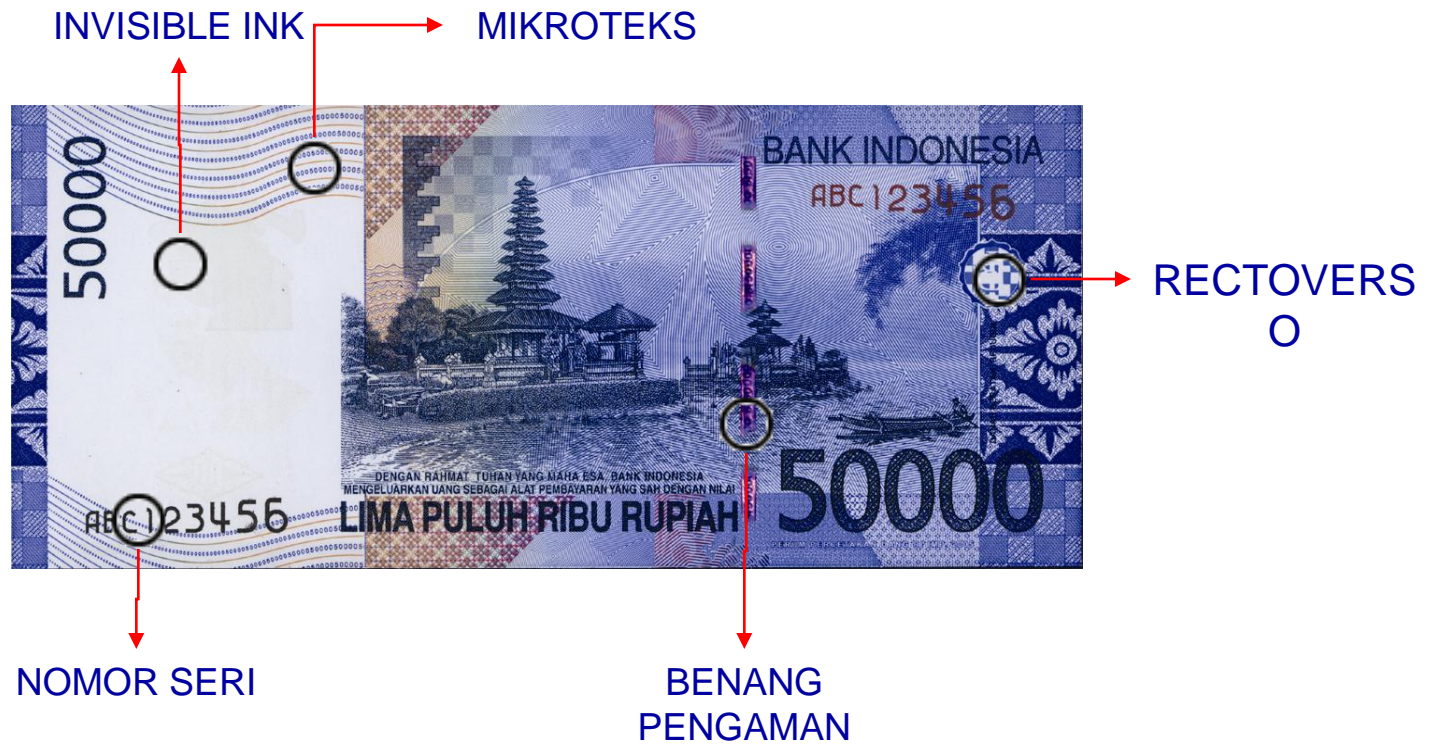 INVISIBLE INK
MIKROTEKS
50000
BANK INDONESIA
ABC123456
RECTOVERS
O
DENGAN RAHMAT TUHAN YANG MAHA ESA, BANK INDONESIA
MENGELUARKAN UANG SEBAGAI ALAT PEMBAYARAN YANG SAH DENGAN NILAI
LIMA PULUH RIBU RUPIAH
50000
ABC123456
NOMOR SERI
BENANG
PENGAMAN